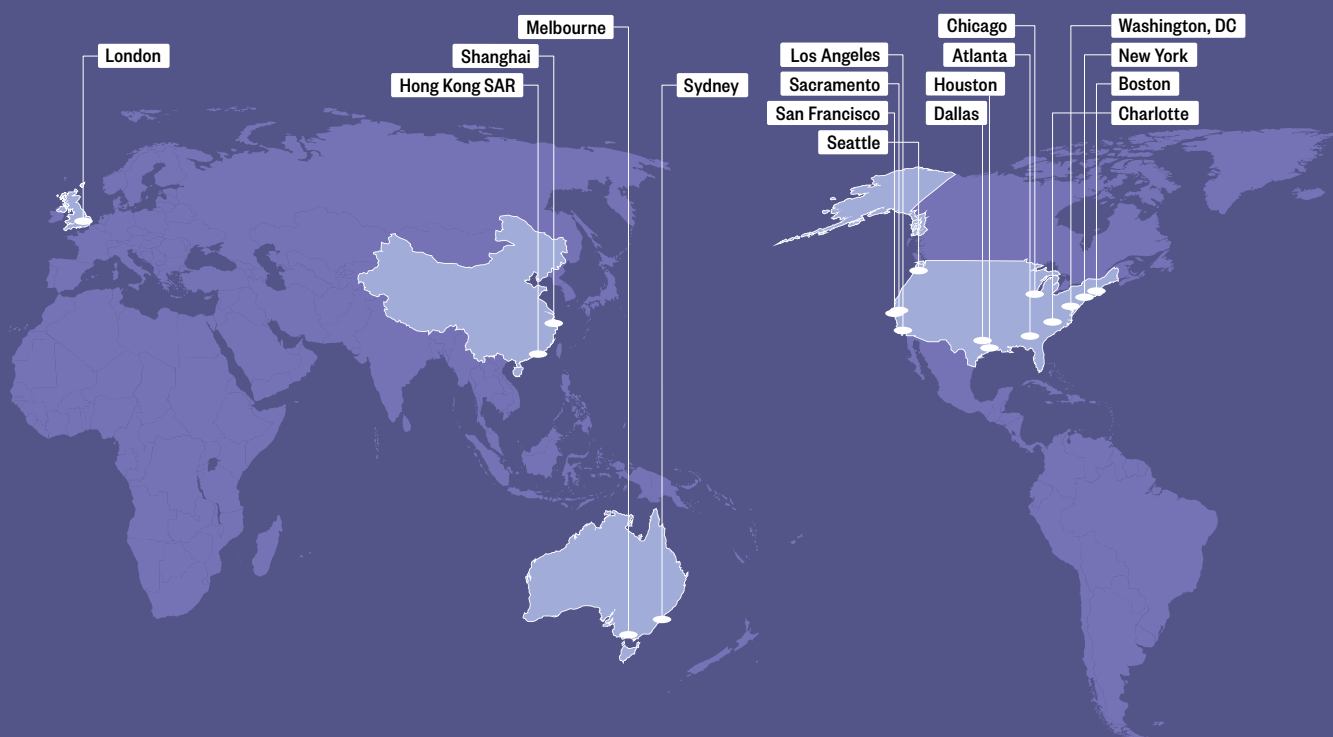 London
Melbourne
Shanghai
Hong Kong SAR
Sydney
Los Angeles
Sacramento
San Francisco
Seattle
Chicago
Atlanta
Houston
Dallas
Washington, DC
New York
Boston
Charlotte